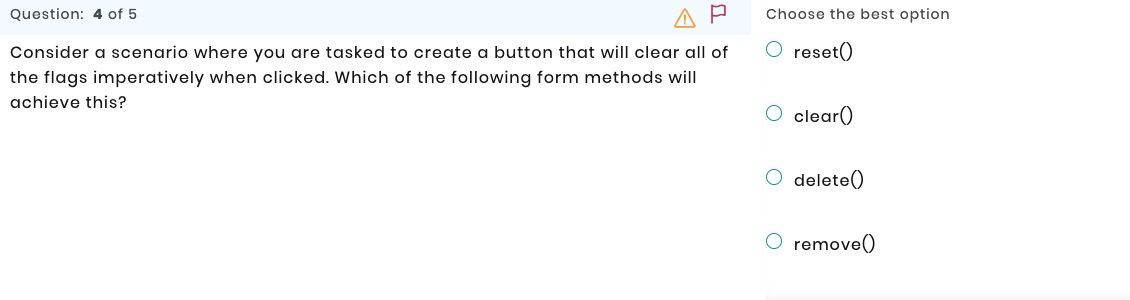 Question: 4 of 5
Consider a scenario where you are tasked to create a button that will clear all of
the flags imperatively when clicked. Which of the following form methods will
achieve this?
Choose the best option
reset()
clear()
delete()
remove()